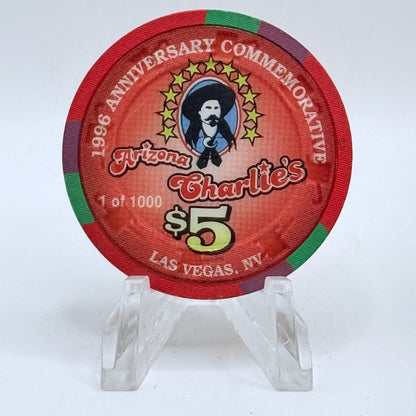 1996 ANNIVERSARY COMMEMORATIVE
Arizona
Charlie's
1 of 1000
$5
LAS VEGAS, NV